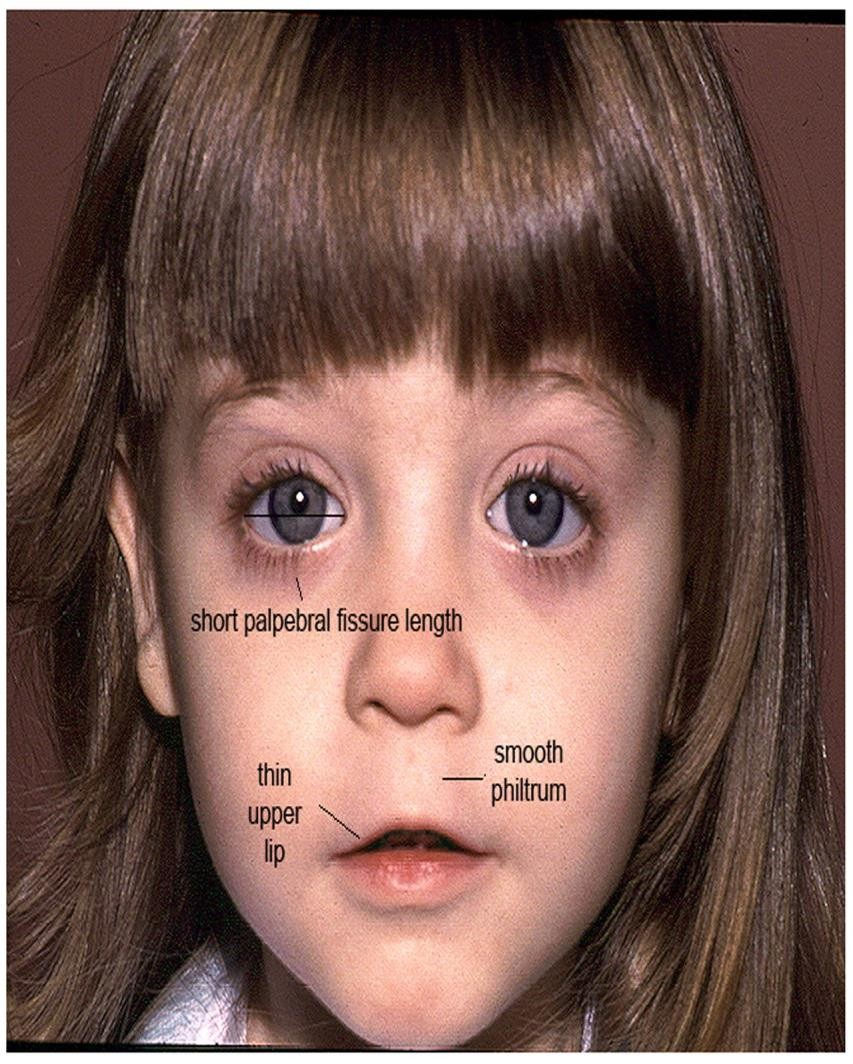 short palpebral fissure length
smooth
philtrum
thin
upper
lip